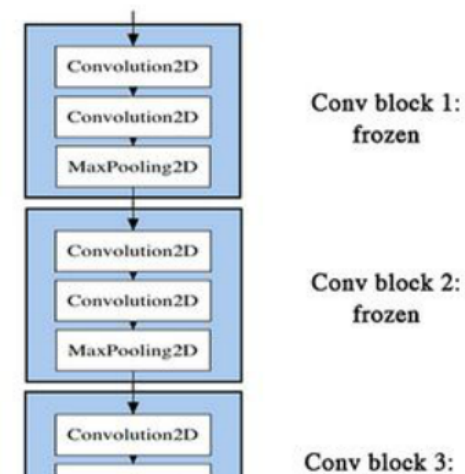 Convolution2D
Convolution2D
MaxPooling2D
Conv block 1:
frozen
Convolution2D
Convolution2D
MaxPooling2D
Conv block 2:
frozen
Convolution2D
Conv block 3: